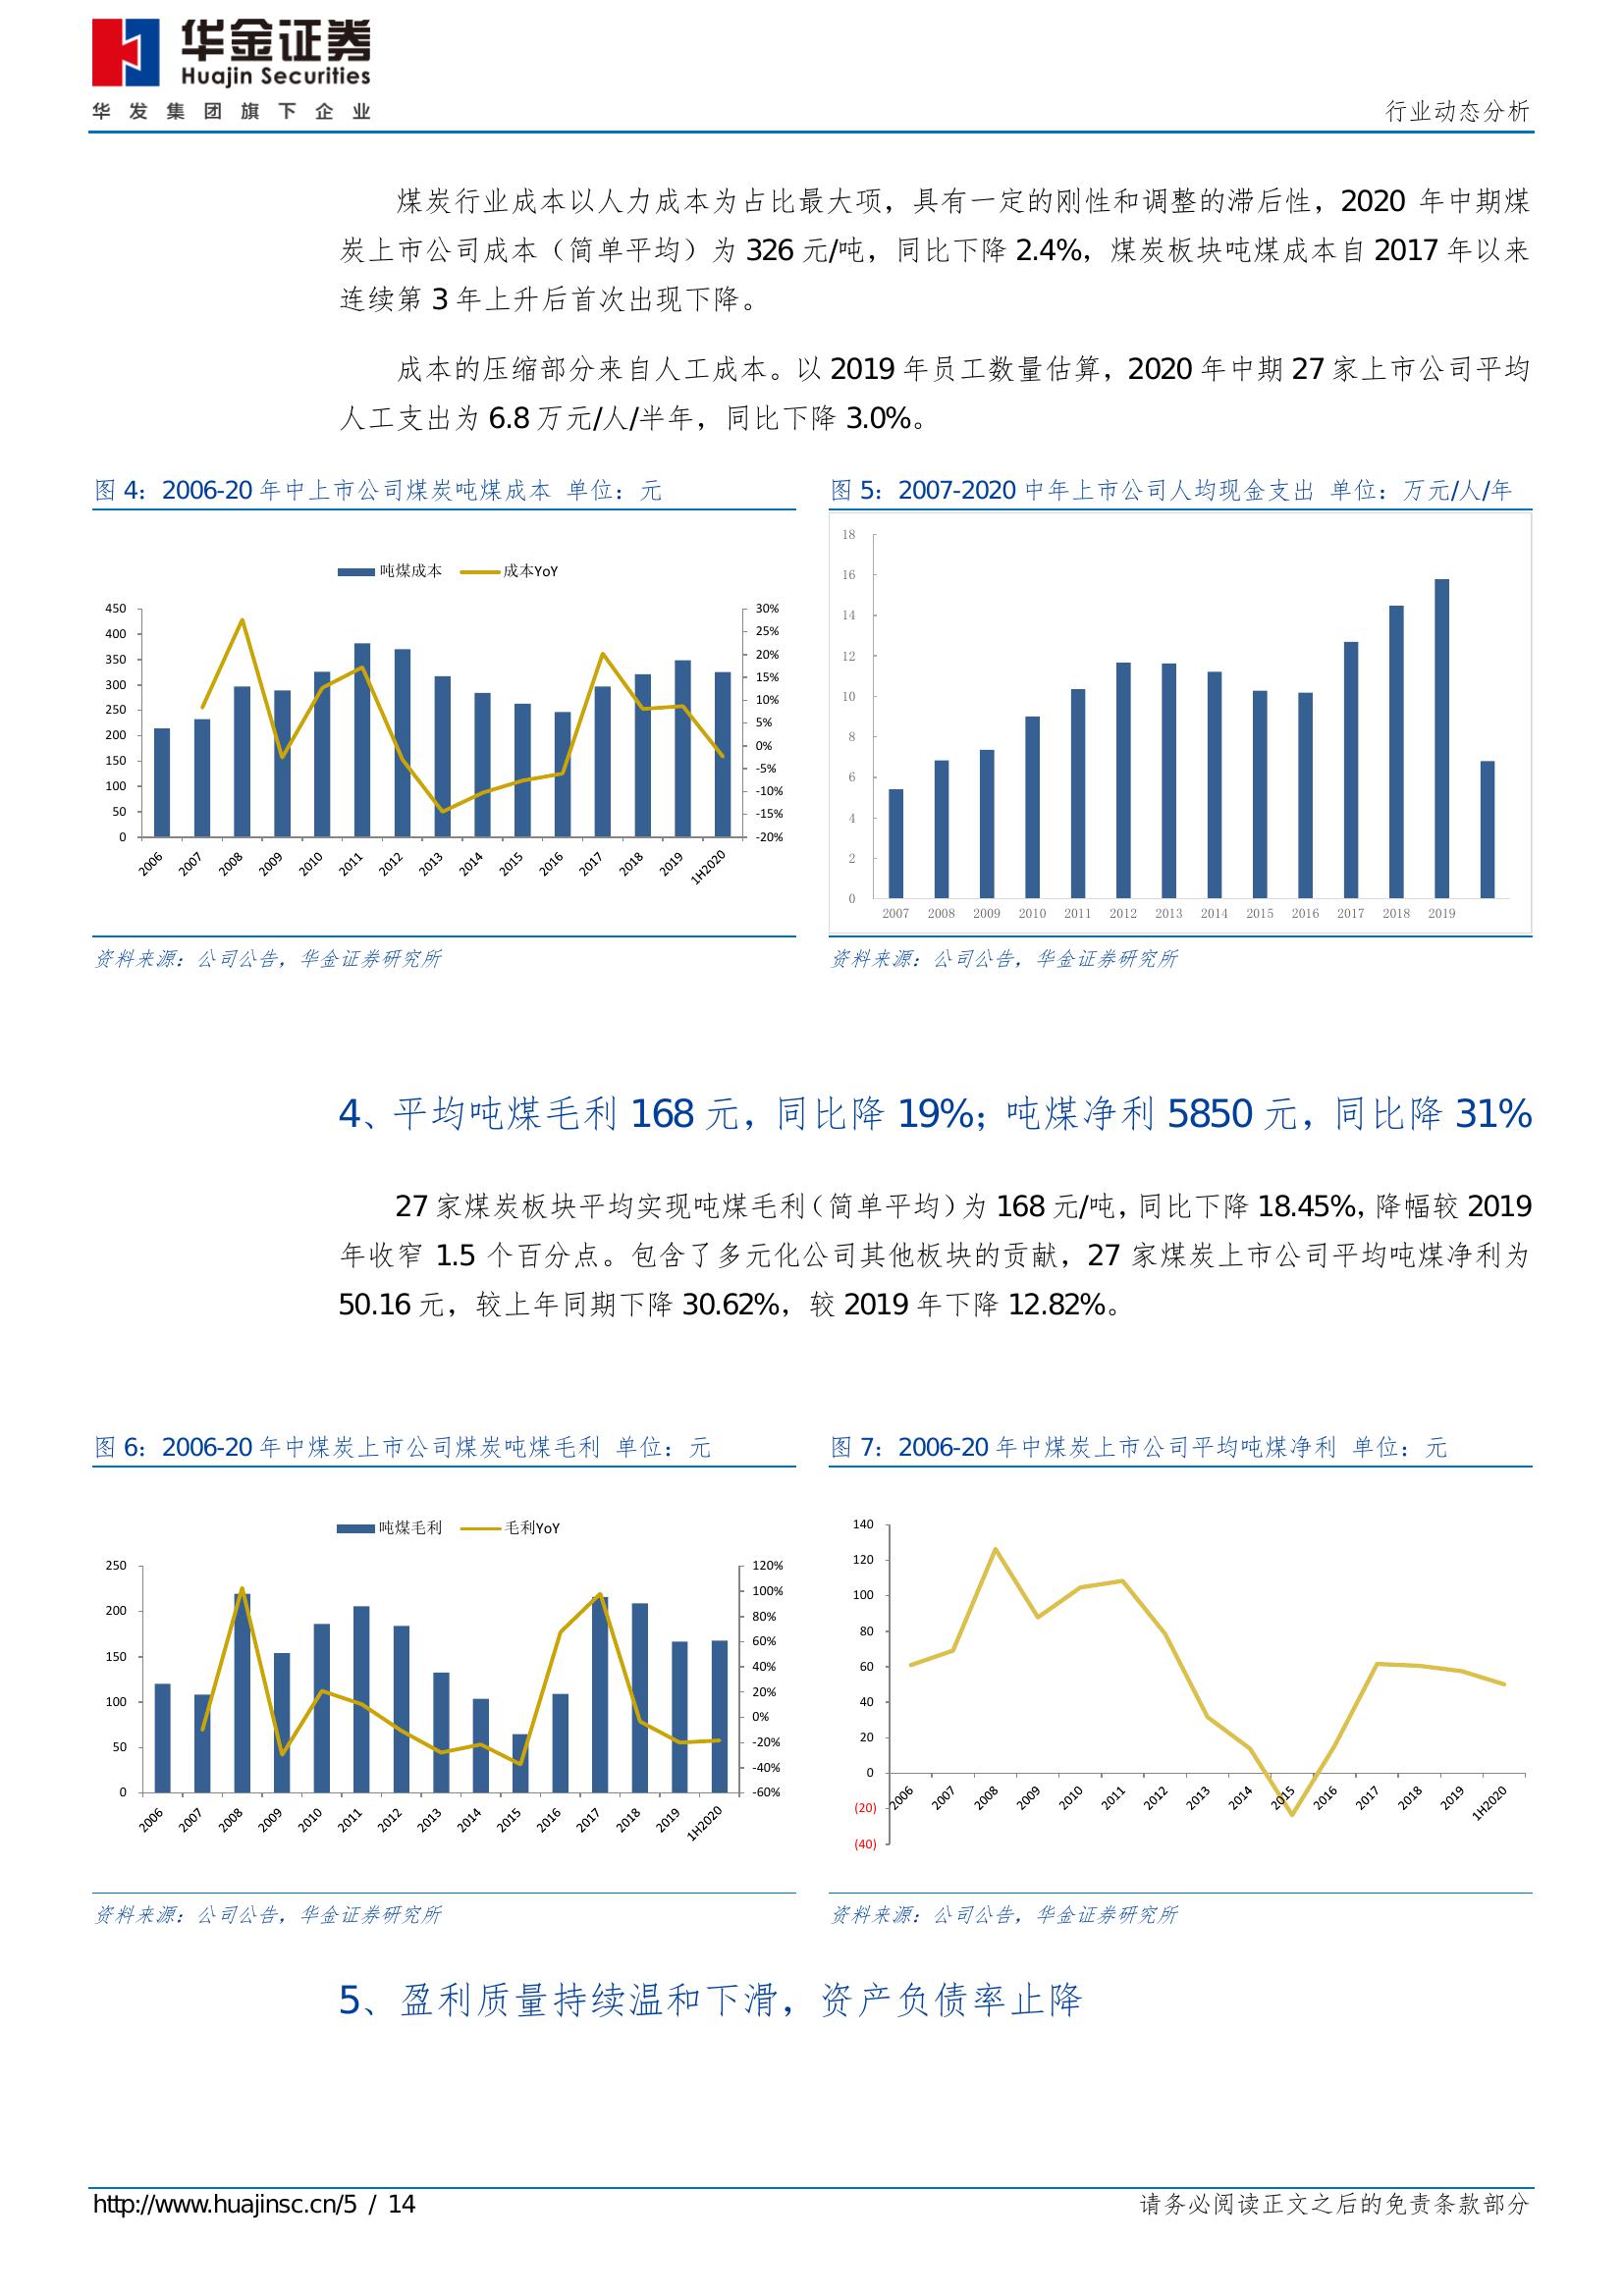 华金证券
Huajin Securities
华发集团旗下企业
行业动态分析
煤炭行业成本以人力成本为占比最大项，具有一定的刚性和调整的滞后性，2020 年中期煤
炭上市公司成本（简单平均）为 326 元/吨，同比下降 2.4%，煤炭板块吨煤成本自 2017 年以来
连续第 3 年上升后首次出现下降。
成本的压缩部分来自人工成本。以 2019 年员工数量估算，2020 年中期 27 家上市公司平均
人工支出为 6.8 万元/人/半年，同比下降 3.0%。
图 4：2006-20 年中上市公司煤炭吨煤成本 单位：元
吨煤成本 成本YoY
450
400
350
300
250
200
150
100
50
0
30%
25%
20%
15%
10%
5%
0%
-5%
-10%
-15%
-20%
2006 2007 2008 2009 2010 2011 2012 2013 2014 2015 2016 2017 2018 2019 1H2020
资料来源：公司公告，华金证券研究所
图 5：2007-2020 中年上市公司人均现金支出 单位：万元/人/年
18
16
14
12
10
8
6
4
2
0
2007 2008 2009 2010 2011 2012 2013 2014 2015 2016 2017 2018 2019
资料来源：公司公告，华金证券研究所
4、平均吨煤毛利 168 元，同比降 19%；吨煤净利 5850 元，同比降 31%
27 家煤炭板块平均实现吨煤毛利（简单平均）为 168 元/吨，同比下降 18.45%，降幅较 2019
年收窄 1.5 个百分点。包含了多元化公司其他板块的贡献，27 家煤炭上市公司平均吨煤净利为
50.16 元，较上年同期下降 30.62%，较 2019 年下降 12.82%。
图 6：2006-20 年中煤炭上市公司煤炭吨煤毛利 单位：元
吨煤毛利 毛利YoY
250
200
150
100
50
0
120%
100%
80%
60%
40%
20%
0%
-20%
-40%
-60%
2006 2007 2008 2009 2010 2011 2012 2013 2014 2015 2016 2017 2018 2019 1H2020
资料来源：公司公告，华金证券研究所
图 7：2006-20 年中煤炭上市公司平均吨煤净利 单位：元
140
120
100
80
60
40
20
0
(20)
(40)
2006 2007 2008 2009 2010 2011 2012 2013 2014 2015 2016 2017 2018 2019 1H2020
资料来源：公司公告，华金证券研究所
5、盈利质量持续温和下滑，资产负债率止降
http://www.huajinsc.cn/5 / 14
请务必阅读正文之后的免责条款部分